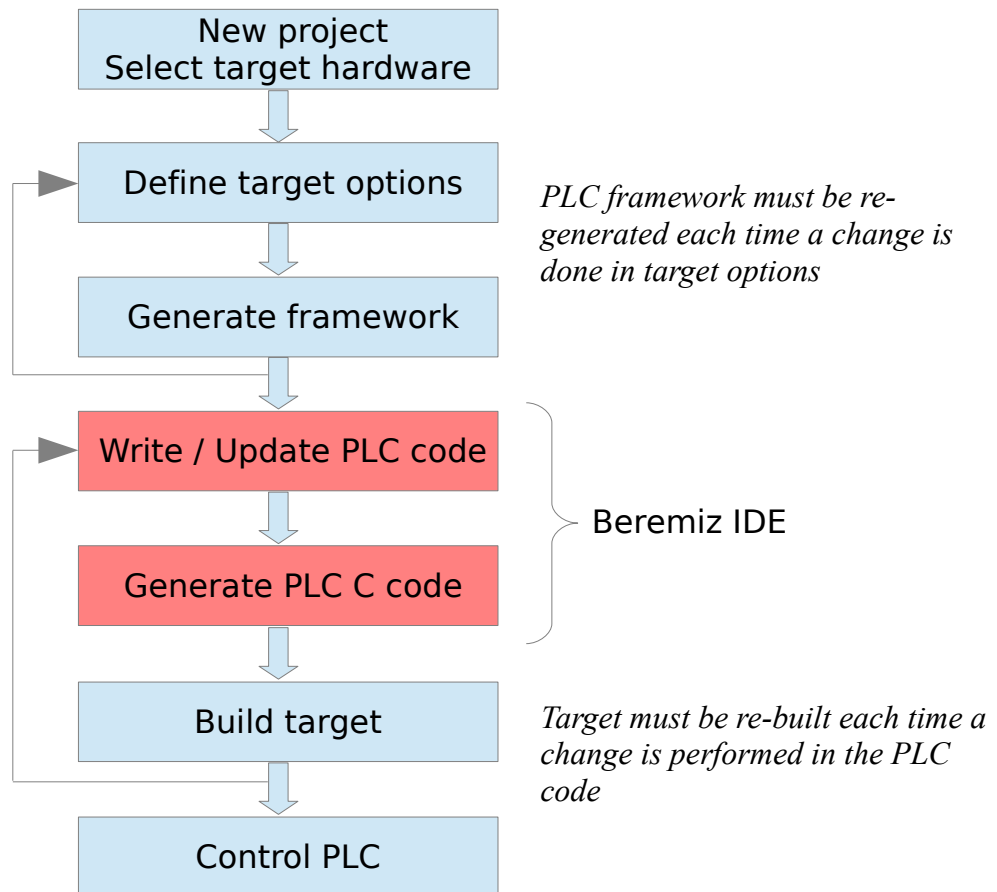 New project
Select target hardware
Define target options
PLC framework must be re-
generated each time a change is
done in target options
Generate framework
Write / Update PLC code
Beremiz IDE
Generate PLC C code
Build target
Target must be re-built each time a
change is performed in the PLC
code
Control PLC